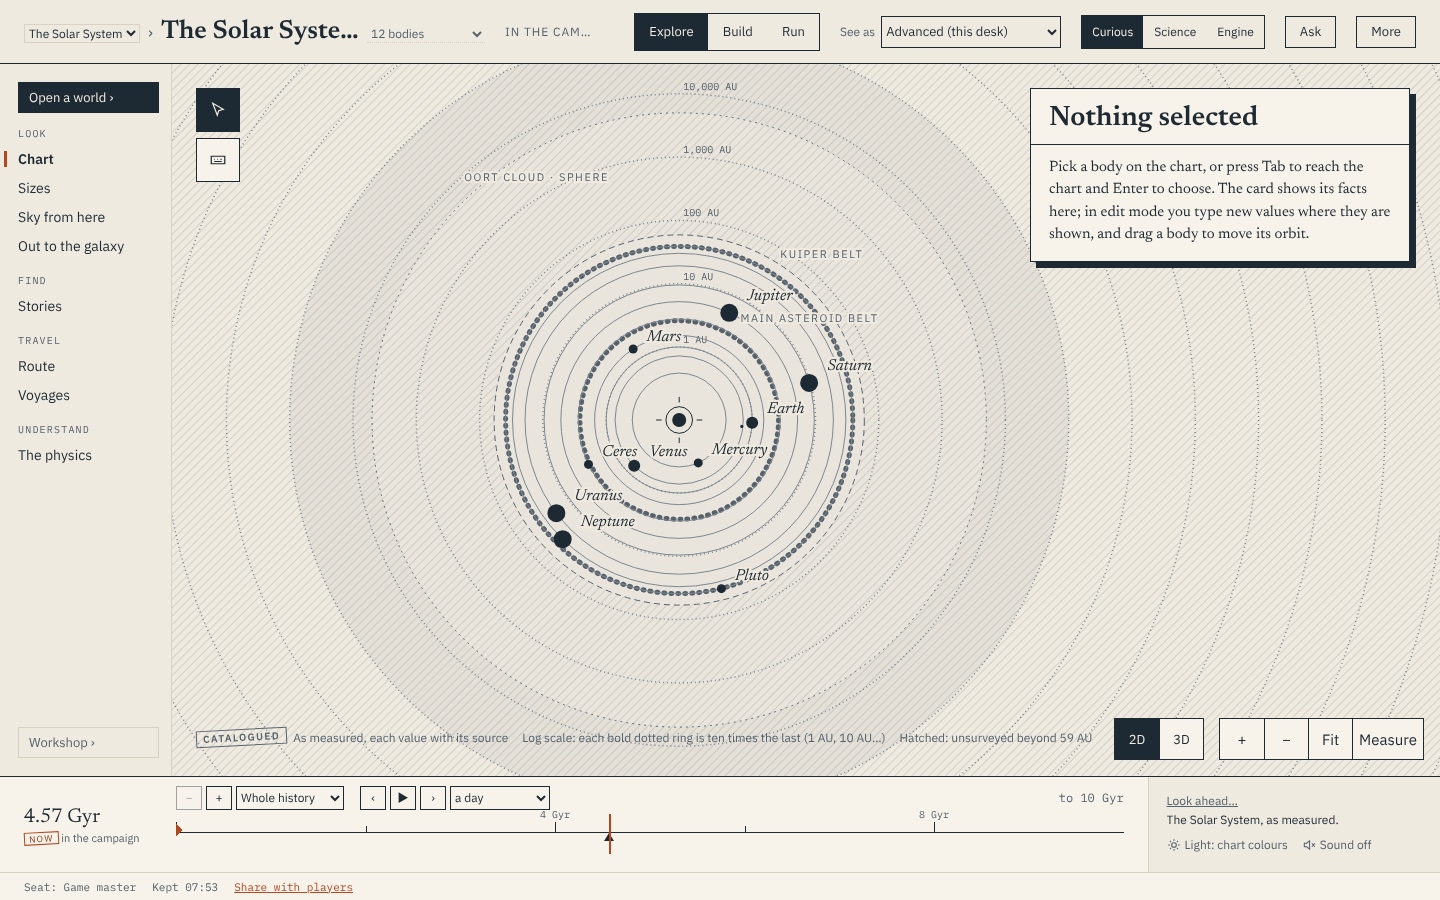 The Solar System › The Solar Syste... 12 bodies IN THE CAM... Explore Build Run See as Advanced (this desk) Curious Science Engine Ask More
Open a world ›
LOOK
Chart
Sizes
Sky from here
Out to the galaxy
FIND
Stories
TRAVEL
Route
Voyages
UNDERSTAND
The physics
Workshop ›
10,000 AU
1,000 AU
OORT CLOUD · SPHERE
100 AU
KUIPER BELT
10 AU
Jupiter
MAIN ASTEROID BELT
Mars
1 AU
Saturn
Earth
Ceres Venus Mercury
Uranus
Neptune
Pluto
Nothing selected
Pick a body on the chart, or press Tab to reach the
chart and Enter to choose. The card shows its facts
here; in edit mode you type new values where they are
shown, and drag a body to move its orbit.
CATALOGUED As measured, each value with its source Log scale: each bold dotted ring is ten times the last (1 AU, 10 AU...) Hatched: unsurveyed beyond 59 AU
2D 3D + − Fit Measure
4.57 Gyr
NOW in the campaign
− + Whole history ‹ ▶ › a day to 10 Gyr
4 Gyr 8 Gyr
Look ahead...
The Solar System, as measured.
Light: chart colours Sound off
Seat: Game master Kept 07:53 Share with players